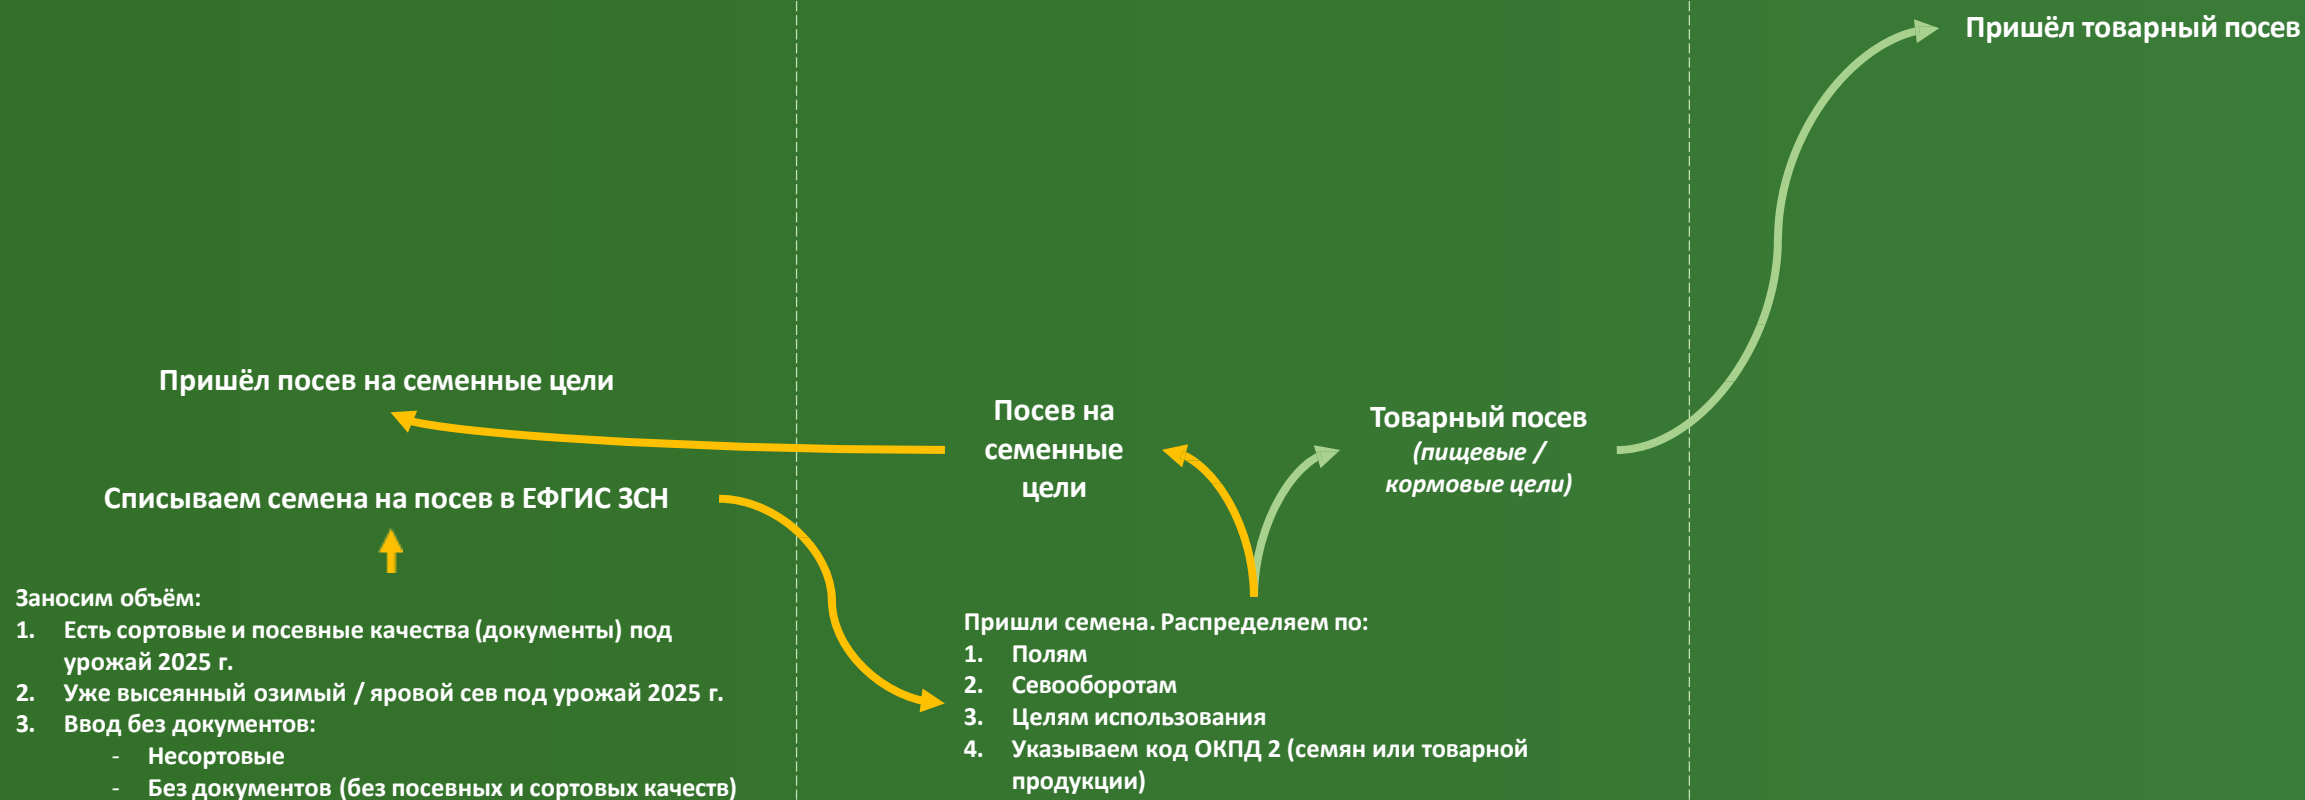 Пришёл товарный посев
Пришёл посев на семенные цели
Списываем семена на посев в ЕФГИС ЗСН
Заносим объём:
1. Есть сортовые и посевные качества (документы) под
урожай 2025 г.
2. Уже высеянный озимый / яровой сев под урожай 2025 г.
3. Ввод без документов:
- Несортовые
- Без документов (без посевных и сортовых качеств)
Посев на
семенные
цели
Товарный посев
(пищевые /
кормовые цели)
Пришли семена. Распределяем по:
1. Полям
2. Севооборотам
3. Целям использования
4. Указываем код ОКПД 2 (семян или товарной
продукции)